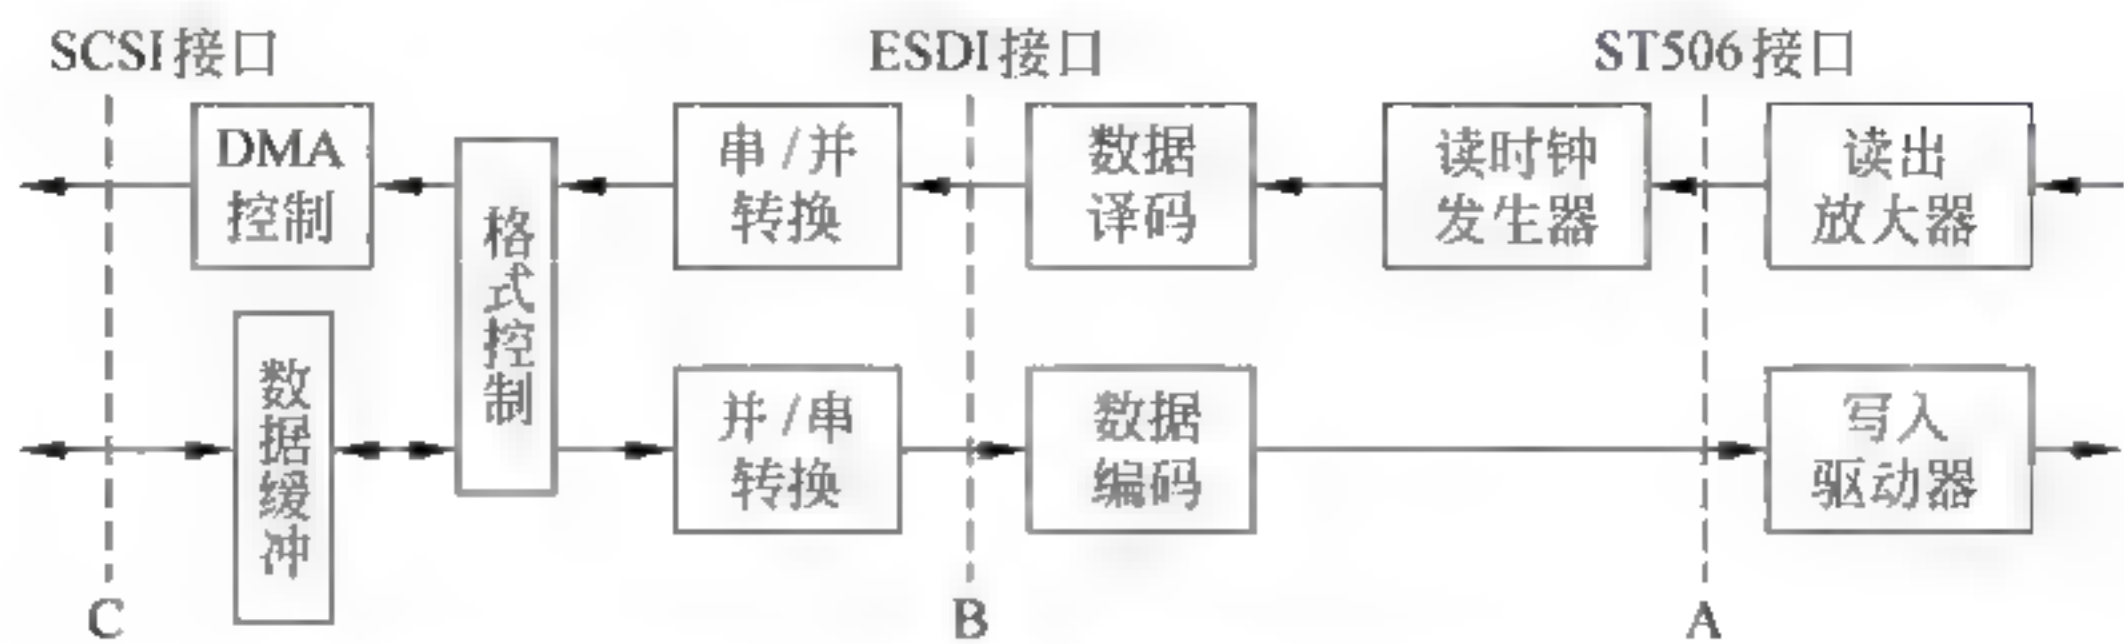 SCSI接口
ESDI接口
ST506接口
DMA
控制
格式控制
串/并
转换
数据
译码
读时钟
发生器
读出
放大器
数据缓冲
并/串
转换
数据
编码
写入
驱动器
C
B
A